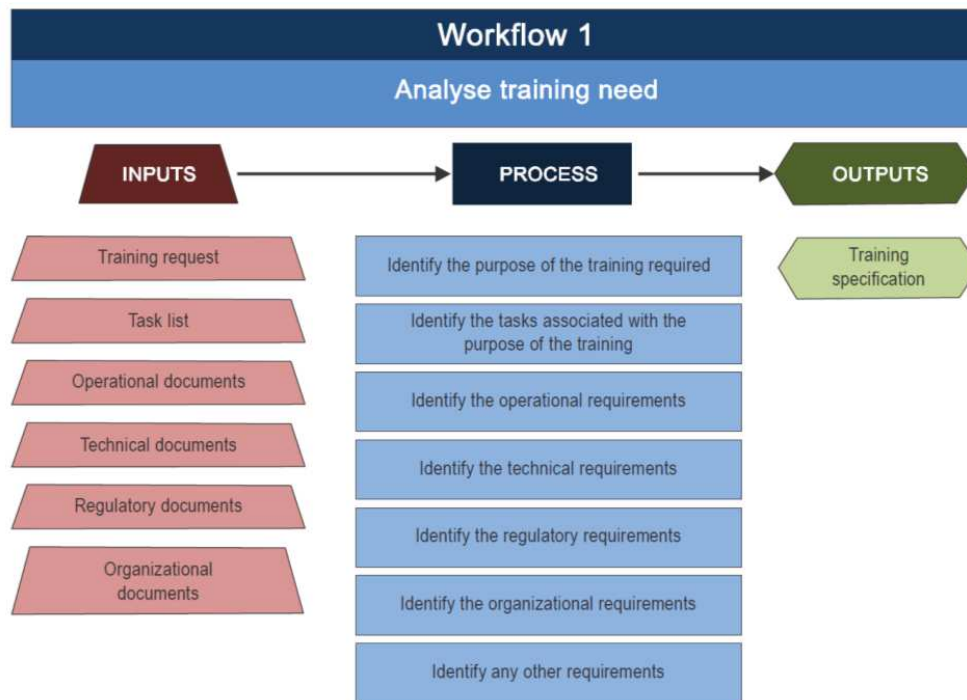 Workflow 1
Analyse training need
INPUTS
PROCESS
OUTPUTS
Training request
Task list
Operational documents
Technical documents
Regulatory documents
Organizational
documents
Identify the purpose of the training required
Identify the tasks associated with the
purpose of the training
Identify the operational requirements
Identify the technical requirements
Identify the regulatory requirements
Identify the organizational requirements
Identify any other requirements
Training
specification